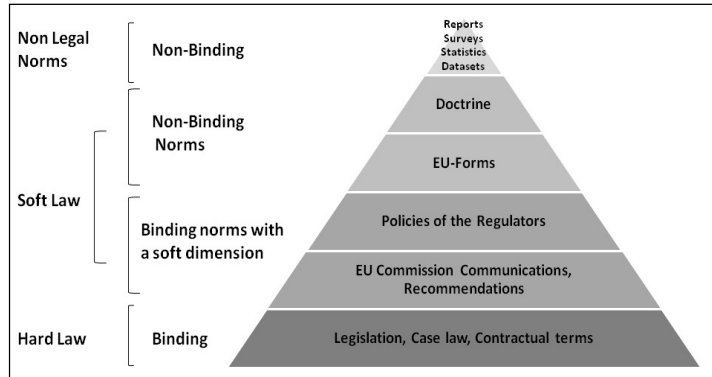 Non Legal
Norms
Non-Binding
Reports
Surveys
Statistics
Datasets
Non-Binding
Norms
Doctrine
EU-Forms
Soft Law
Binding norms with
a soft dimension
Policies of the Regulators
EU Commission Communications,
Recommendations
Hard Law
Binding
Legislation, Case law, Contractual terms